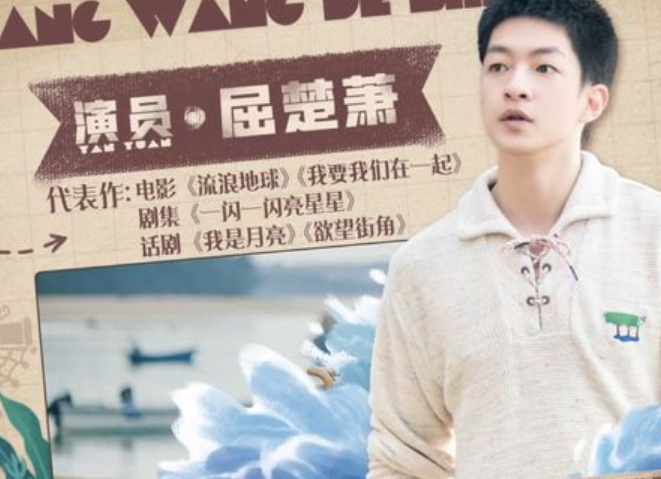 演员·屈楚萧
YAN YUAN
代表作:电影《流浪地球》《我要我们在一起》
剧集《一闪一闪亮星星》
话剧《我是月亮》《欲望街角》